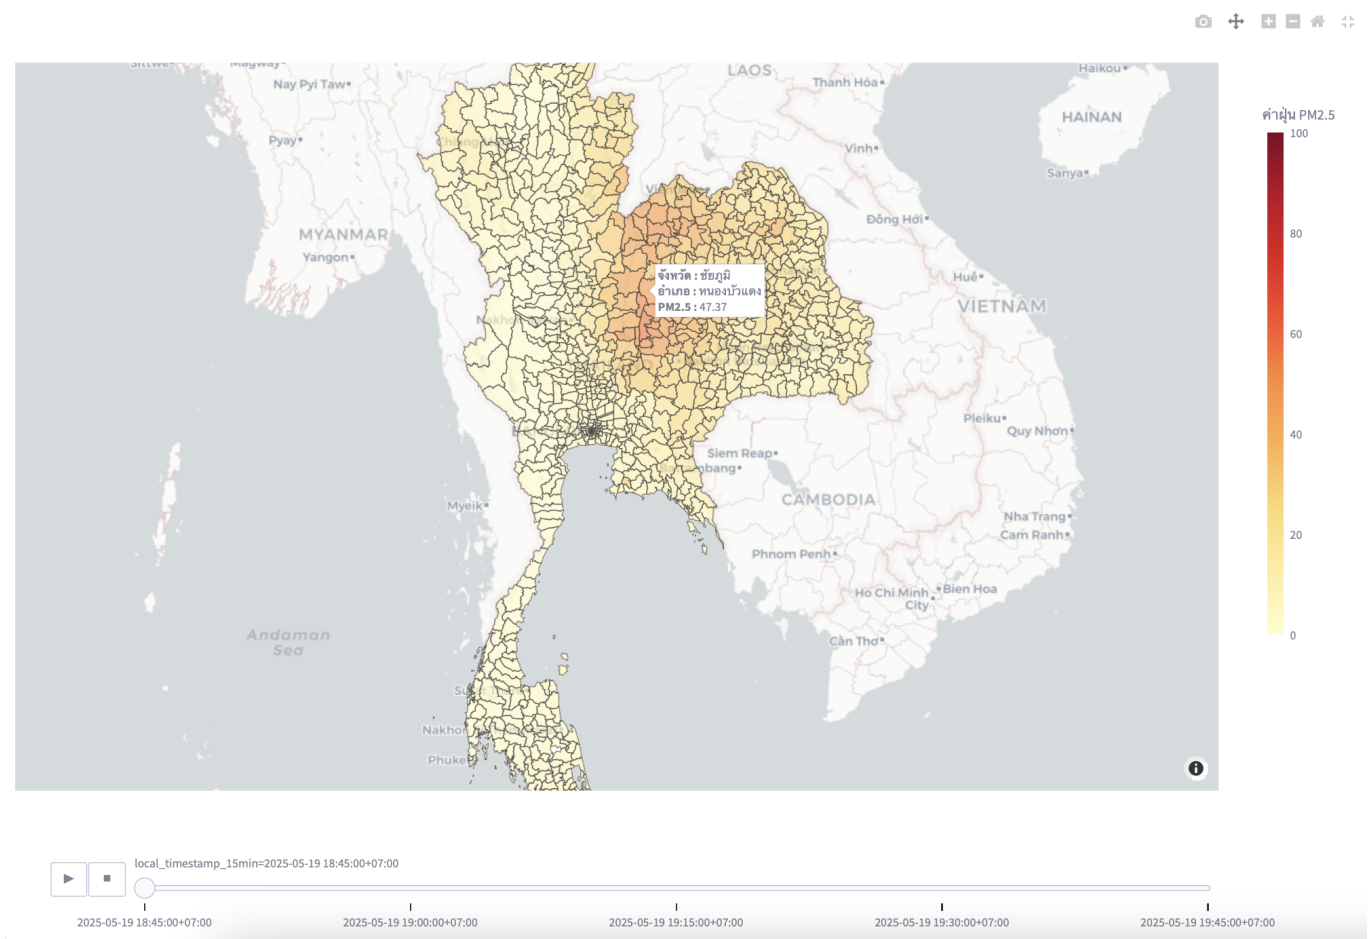 Nay Pyi Taw
LAOS
Thanh Hóa
Haikou
HAINAN
Pyay
Vinh
Sanya
Đông Hới
MYANMAR
Yangon
Huế
VIETNAM
จังหวัด : ชัยภูมิ
อำเภอ : หนองบัวแดง
PM2.5 : 47.37
Pleiku
Quy Nhơn
Siem Reap
CAMBODIA
Myeik
Nha Trang
Cam Ranh
Phnom Penh
Ho Chi Minh
City
Bien Hoa
Cần Thơ
Andaman
Sea
ค่าฝุ่น PM2.5
100
80
60
40
20
0
local_timestamp_15min=2025-05-19 18:45:00+07:00
2025-05-19 18:45:00+07:00
2025-05-19 19:00:00+07:00
2025-05-19 19:15:00+07:00
2025-05-19 19:30:00+07:00
2025-05-19 19:45:00+07:00